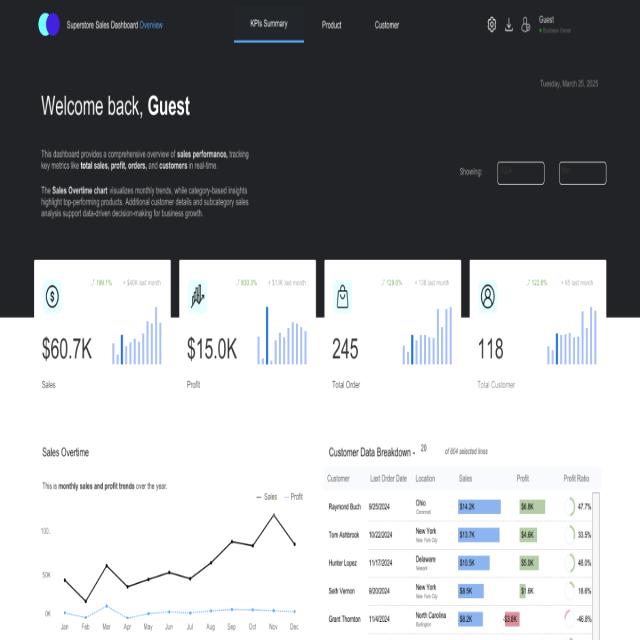 Superstore Sales Dashboard Overview
KPIs Summary
Product
Customer
Guest
Business Owner
Tuesday, March 25, 2025
Welcome back, Guest
This dashboard provides a comprehensive overview of sales performance, tracking
key metrics like total sales, profit, orders, and customers in real-time.
The Sales Overtime chart visualizes monthly trends, while category-based insights
highlight top-performing products. Additional customer details and subcategory sales
analysis support data-driven decision-making for business growth.
Showing:
+ $40K last month
$60.7K
Sales
+ $13K last month
$15.0K
Profit
+ 138 last month
245
Total Order
+ 65 last month
118
Total Customer
Sales Overtime
This is monthly sales and profit trends over the year.
Sales
Profit
100..
50K
0K
Jan Feb Mar Apr May Jun Jul Aug Sep Oct Nov Dec
Customer Data Breakdown - 20 of 804 selected lines
Customer Last Order Date Location Sales Profit Profit Ratio
Raymond Buch 9/25/2024 Ohio $14.2K $6.8K 47.7%
Cincinnati
Tom Ashbrook 10/22/2024 New York $13.7K $4.6K 33.5%
New York City
Hunter Lopez 11/17/2024 Delaware $10.5K $5.0K 48.0%
Newark
Seth Vernon 9/20/2024 New York $8.5K $1.6K 18.6%
New York City
Grant Thornton 11/4/2024 North Carolina $8.2K -$3.8K -46.8%
Burlington